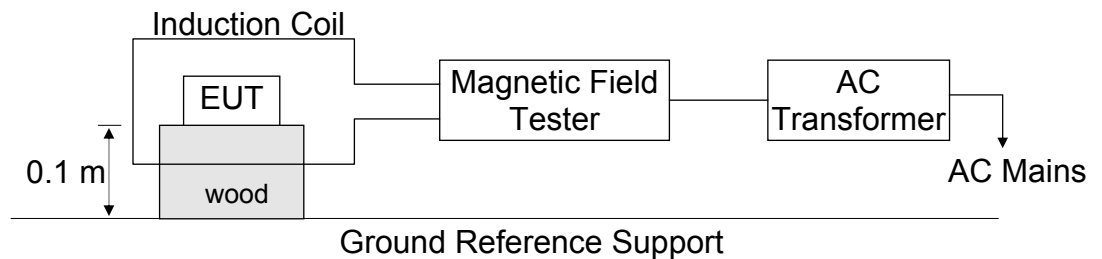 Induction Coil
EUT
Magnetic Field
Tester
AC
Transformer
0.1 m
wood
AC Mains
Ground Reference Support